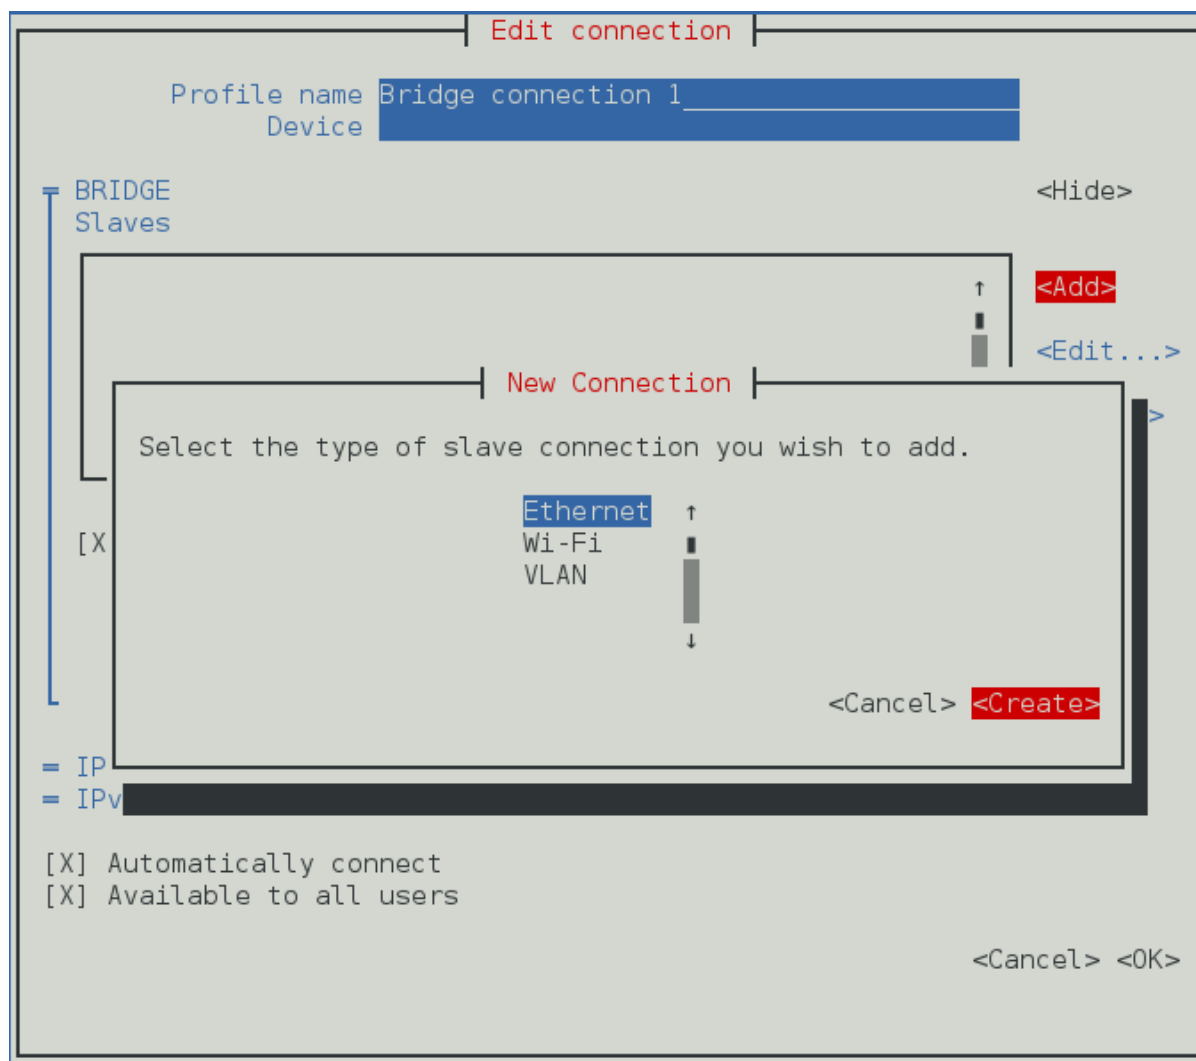 Edit connection
Profile name Bridge connection 1
Device
BRIDGE <Hide>
Slaves
<Add>
<Edit...>
New Connection
>
Select the type of slave connection you wish to add.
Ethernet
[X
Wi-Fi
VLAN
<Cancel> <Create>
= IP
= IPv
[X] Automatically connect
[X] Available to all users
<Cancel> <OK>